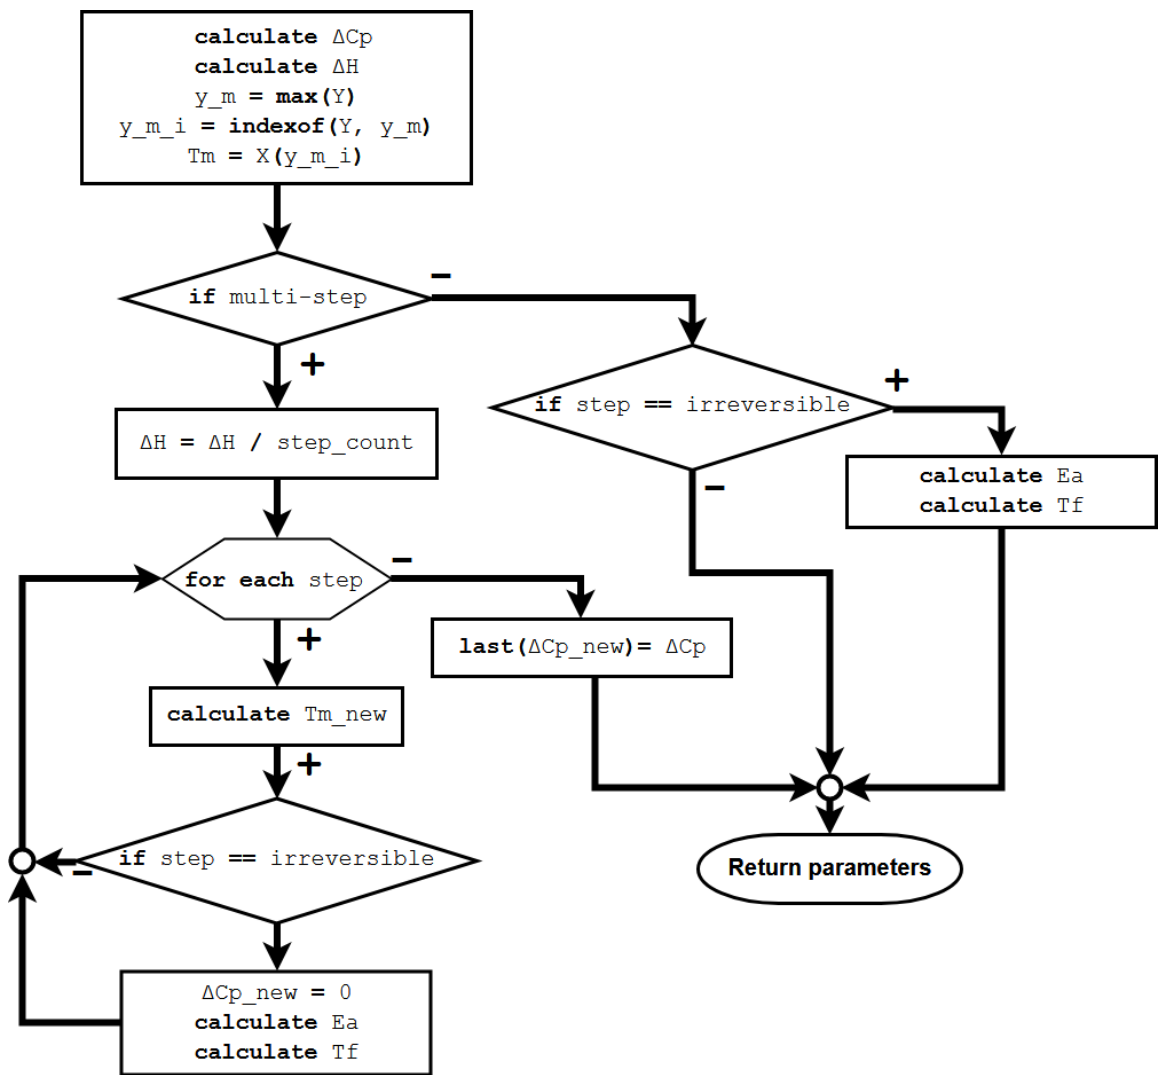 calculate ΔCp
calculate ΔH
y_m = max(Y)
y_m_i = indexof(Y, y_m)
Tm = X(y_m_i)
if multi-step
−
+
if step == irreversible
+
−
ΔH = ΔH / step_count
calculate Ea
calculate Tf
for each step
−
+
last(ΔCp_new)= ΔCp
calculate Tm_new
+
if step == irreversible
−
Return parameters
ΔCp_new = 0
calculate Ea
calculate Tf